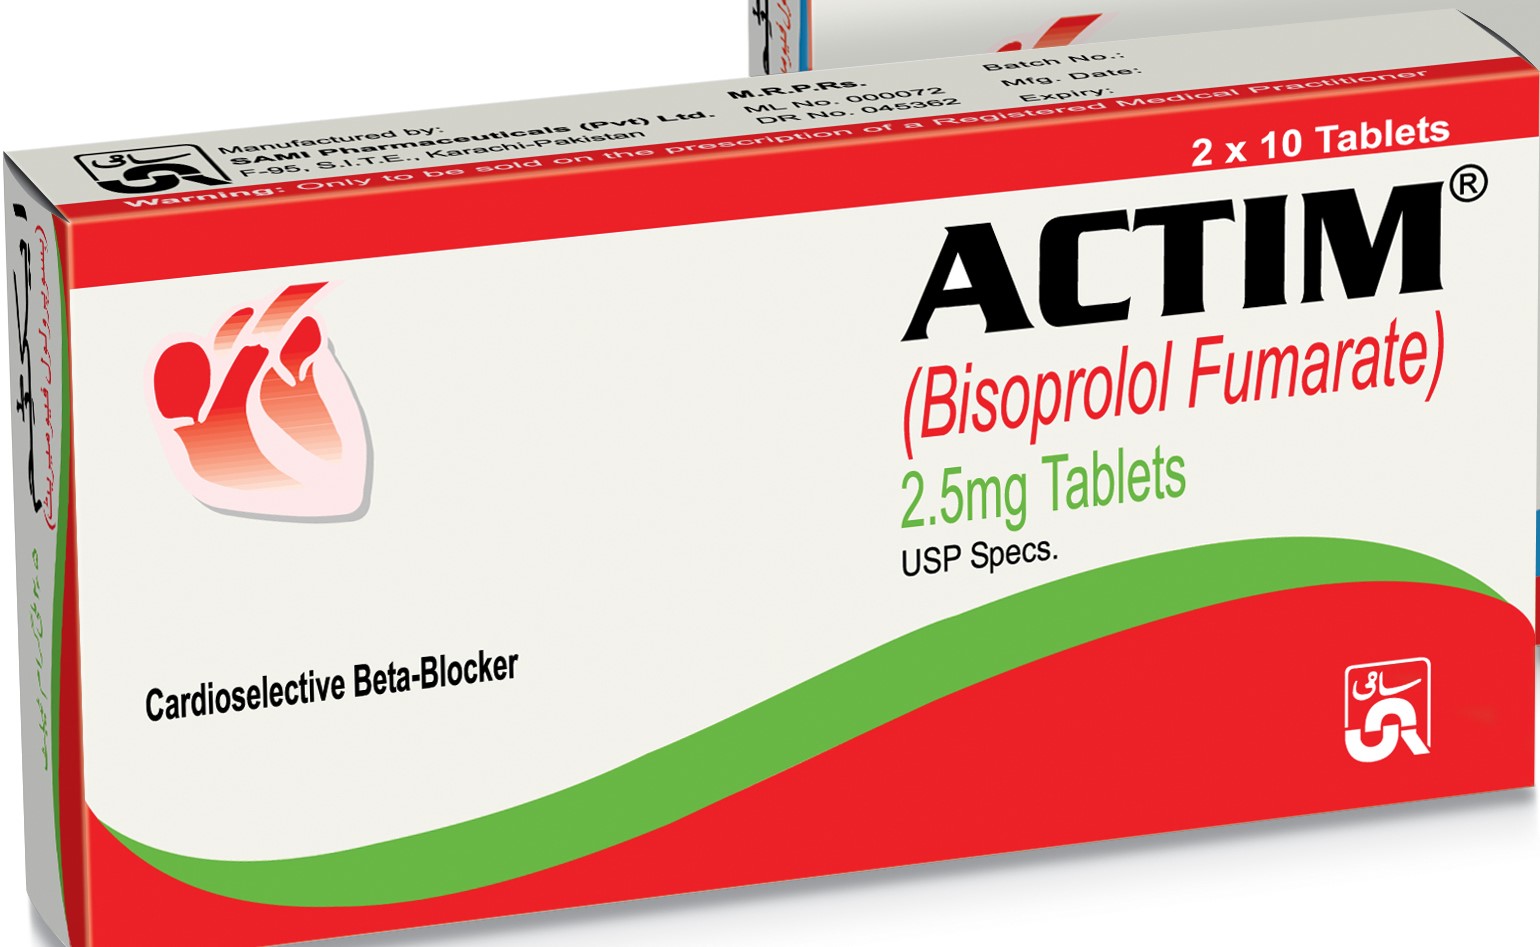 Manufactured by:
SAMI Pharmaceuticals (Pvt) Ltd.
F-95, S.I.T.E., Karachi-Pakistan
M.R.P.Rs.
ML No. 000072
DR No. 045362
Batch No.:
Mfg. Date:
Expiry:
Warning: Only to be sold on the prescription of a Registered Medical Practitioner
2 x 10 Tablets
ACTIM®
(Bisoprolol Fumarate)
2.5mg Tablets
USP Specs.
Cardioselective Beta-Blocker
سامی
سامی